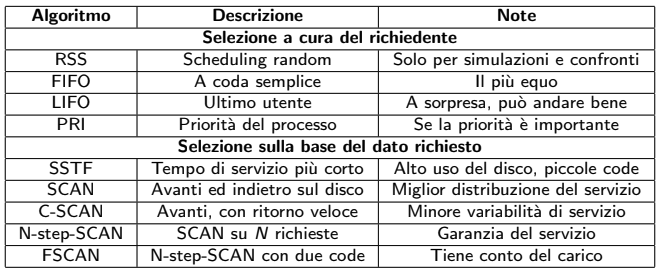 Algoritmo Descrizione Note
Selezione a cura del richiedente
RSS Scheduling random Solo per simulazioni e confronti
FIFO A coda semplice Il più equo
LIFO Ultimo utente A sorpresa, può andare bene
PRI Priorità del processo Se la priorità è importante
Selezione sulla base del dato richiesto
SSTF Tempo di servizio più corto Alto uso del disco, piccole code
SCAN Avanti ed indietro sul disco Miglior distribuzione del servizio
C-SCAN Avanti, con ritorno veloce Minore variabilità di servizio
N-step-SCAN SCAN su N richieste Garanzia del servizio
FSCAN N-step-SCAN con due code Tiene conto del carico